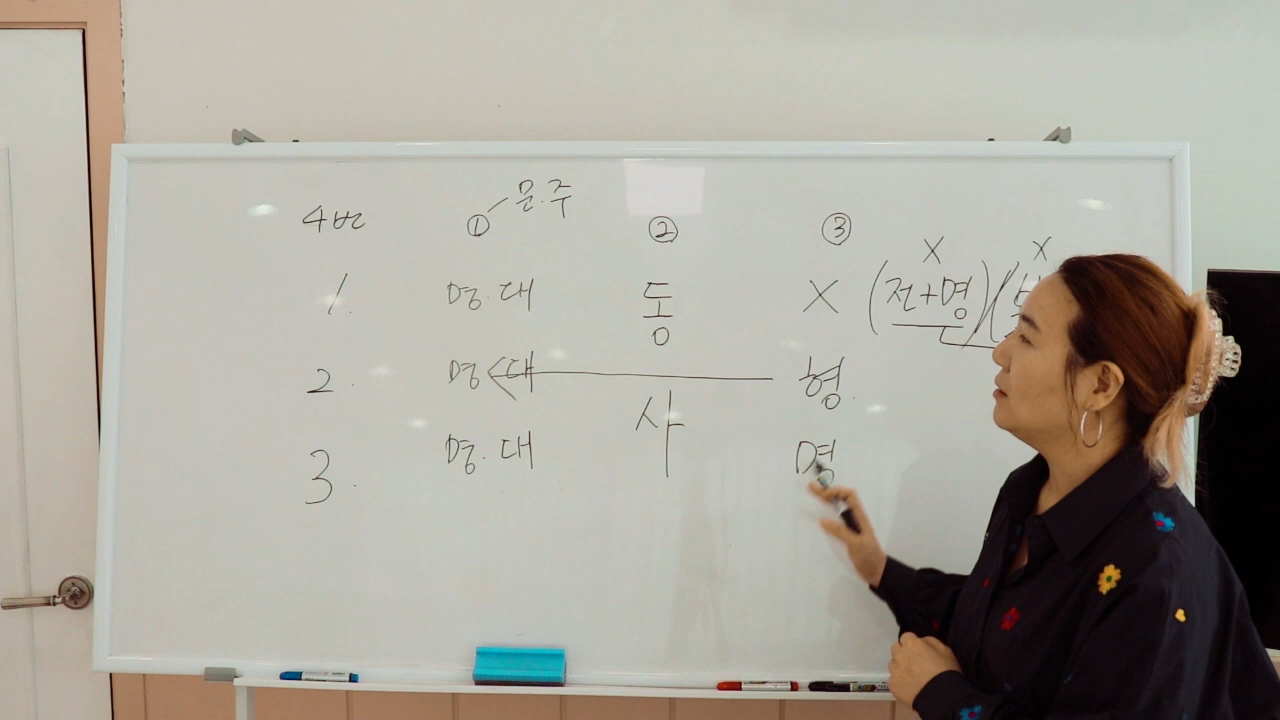 문.주
4번 ① ② ③
X X
1. 명.대 동 X (전+명)
2. 명 대 형.
사
3. 명.대 명